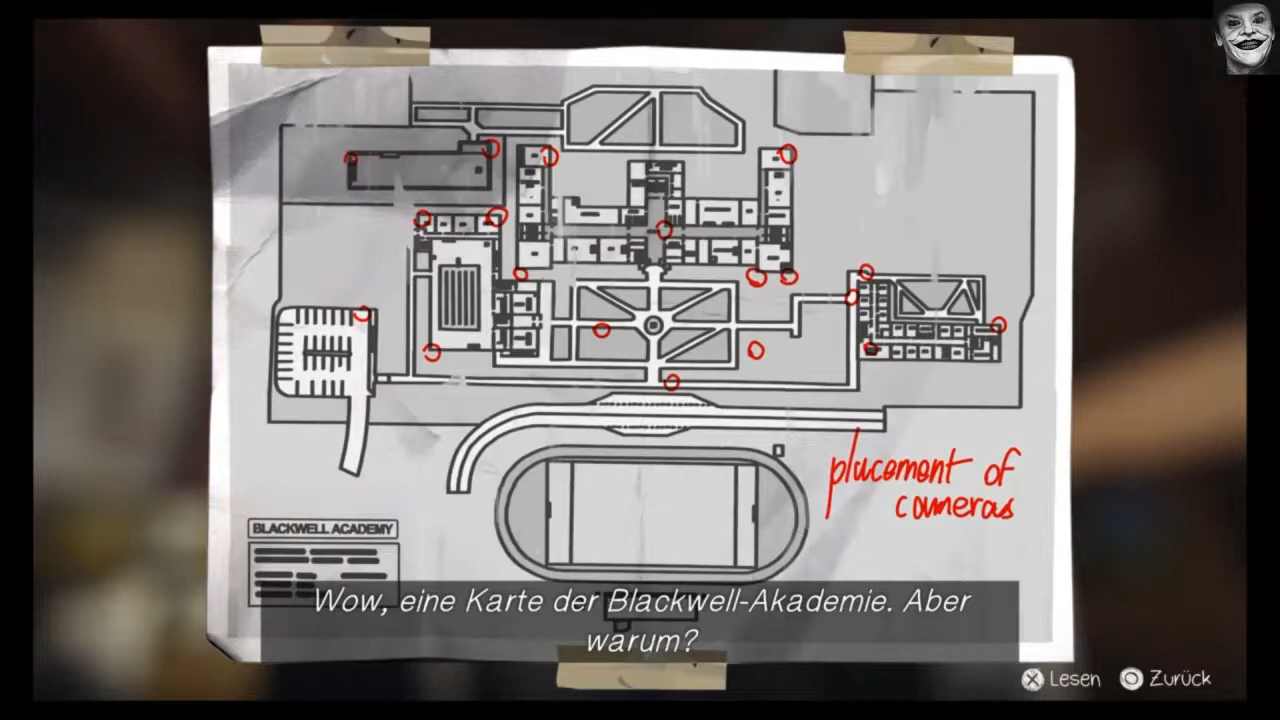 placement of
cameras
BLACKWELL ACADEMY
Wow, eine Karte der Blackwell-Akademie. Aber
warum?
Lesen Zurück